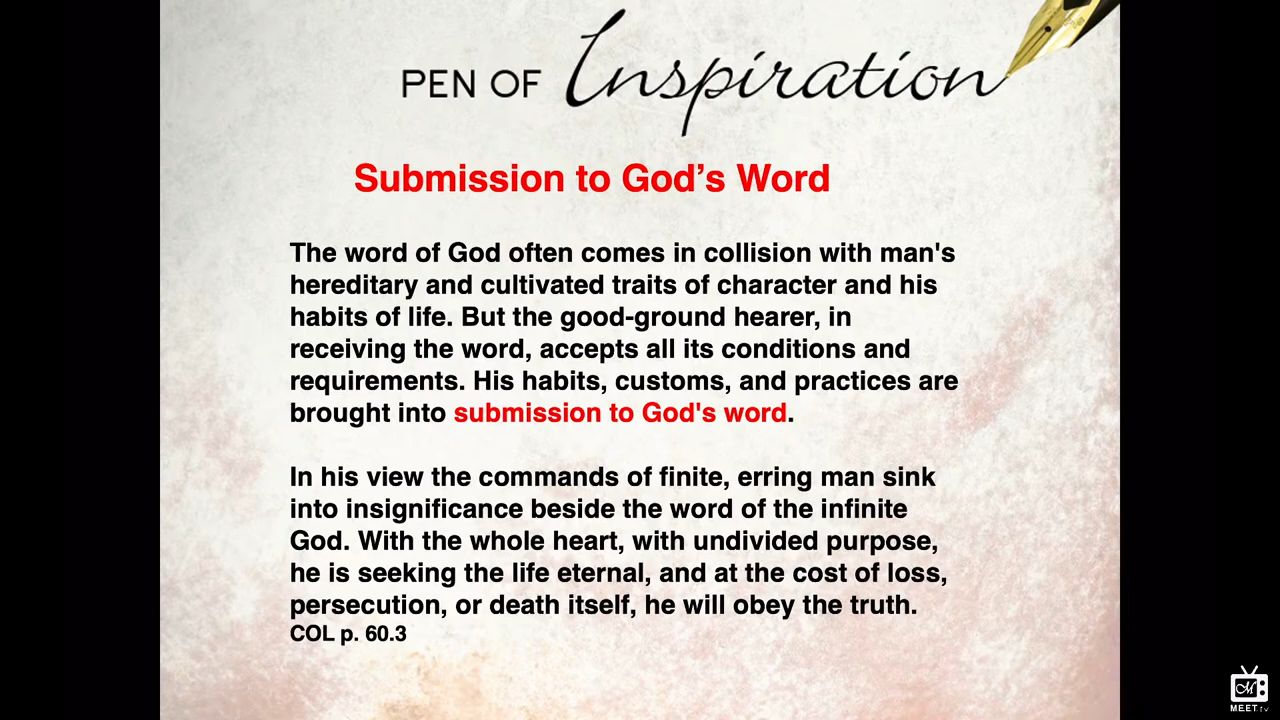 PEN OF Inspiration
Submission to God’s Word
The word of God often comes in collision with man's
hereditary and cultivated traits of character and his
habits of life. But the good-ground hearer, in
receiving the word, accepts all its conditions and
requirements. His habits, customs, and practices are
brought into submission to God's word.
In his view the commands of finite, erring man sink
into insignificance beside the word of the infinite
God. With the whole heart, with undivided purpose,
he is seeking the life eternal, and at the cost of loss,
persecution, or death itself, he will obey the truth.
COL p. 60.3
M
MEET.TV